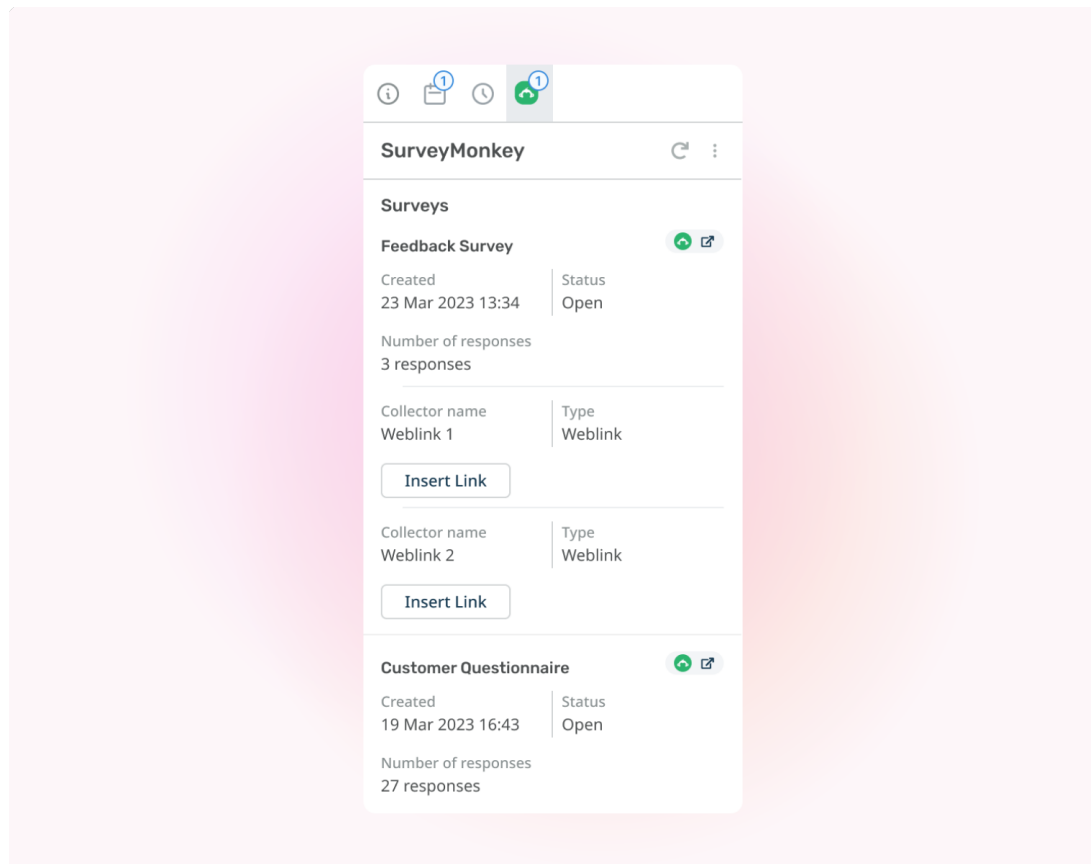 1
1
SurveyMonkey
Surveys
Feedback Survey
Created Status
23 Mar 2023 13:34 Open
Number of responses
3 responses
Collector name Type
Weblink 1 Weblink
Insert Link
Collector name Type
Weblink 2 Weblink
Insert Link
Customer Questionnaire
Created Status
19 Mar 2023 16:43 Open
Number of responses
27 responses